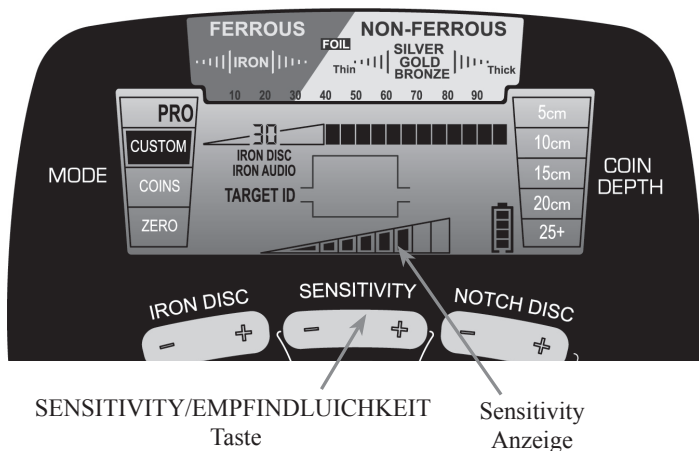 FERROUS NON-FERROUS
FOIL
IRON
SILVER
GOLD
BRONZE
Thin Thick
10 20 30 40 50 60 70 80 90
MODE
PRO
CUSTOM
COINS
ZERO
30
IRON DISC
IRON AUDIO
TARGET ID
5cm
10cm
15cm
20cm
25+
COIN
DEPTH
IRON DISC
- +
SENSITIVITY
- +
NOTCH DISC
- +
SENSITIVITY/EMPFINDLUICHKEIT
Taste
Sensitivity
Anzeige